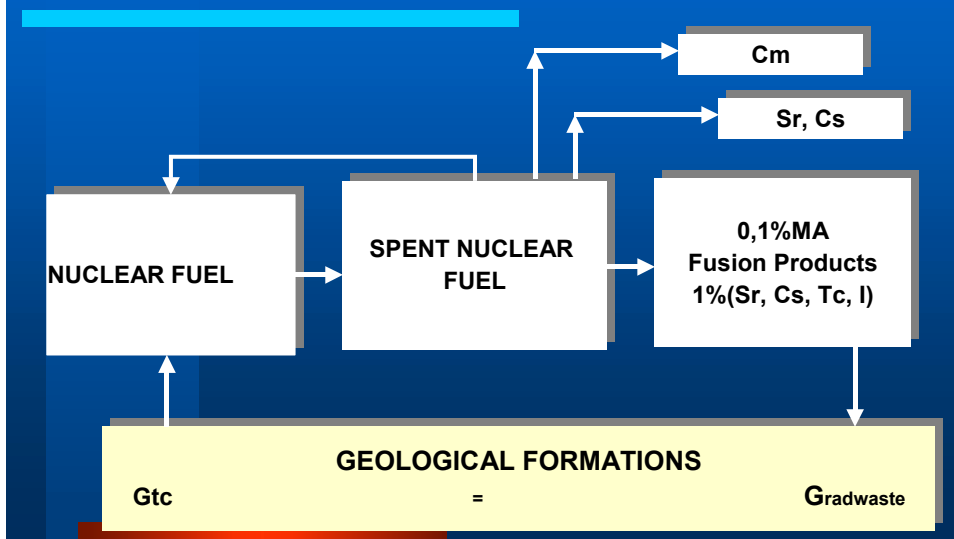 Cm
Sr, Cs
NUCLEAR FUEL
SPENT NUCLEAR
FUEL
0,1%MA
Fusion Products
1%(Sr, Cs, Tc, I)
GEOLOGICAL FORMATIONS
Gtc = Gradwaste